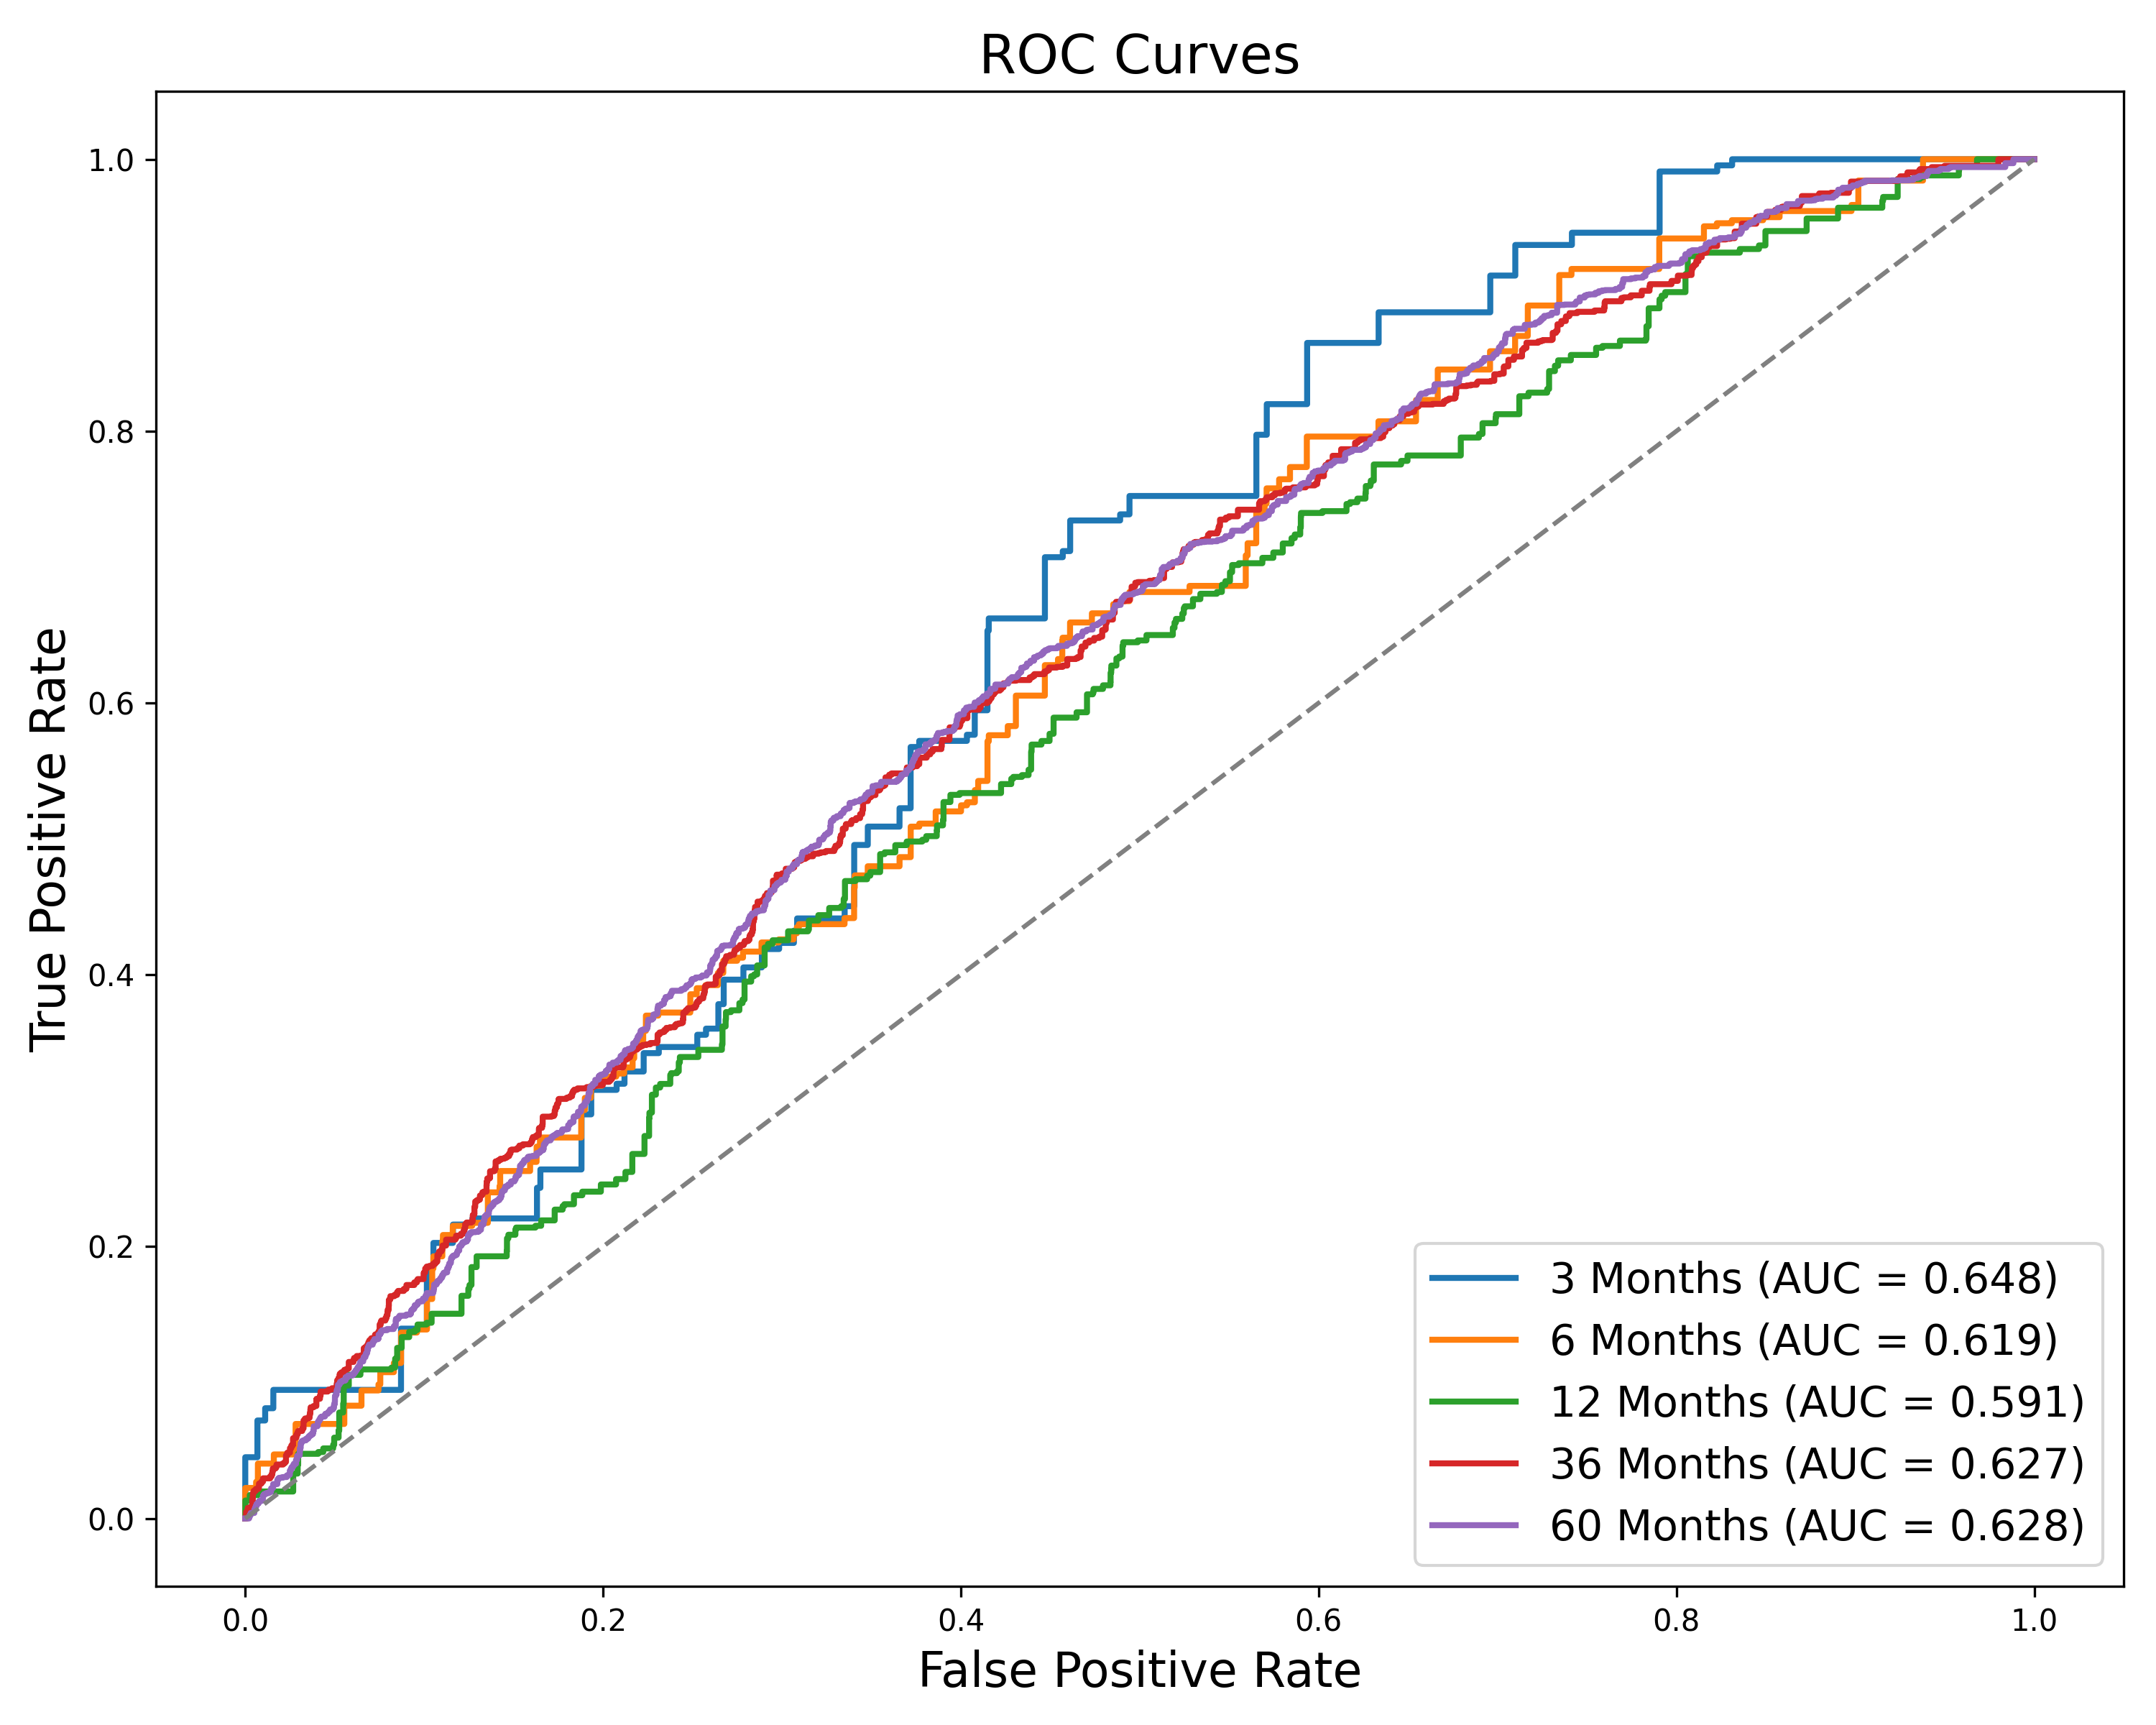 ROC Curves
True Positive Rate
1.0
0.8
0.6
0.4
0.2
0.0
0.0 0.2 0.4 0.6 0.8 1.0
False Positive Rate
3 Months (AUC = 0.648)
6 Months (AUC = 0.619)
12 Months (AUC = 0.591)
36 Months (AUC = 0.627)
60 Months (AUC = 0.628)